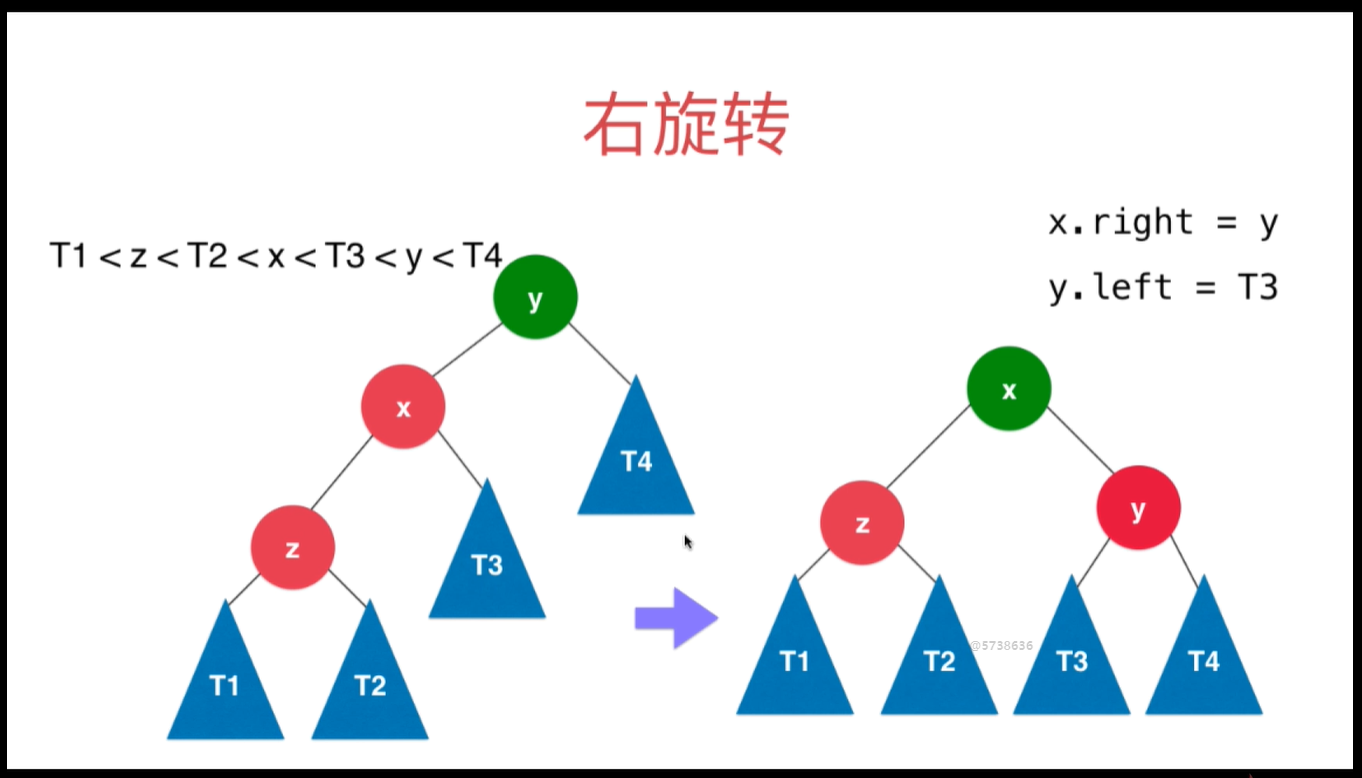 右旋转
x.right = y
T1 < z < T2 < x < T3 < y < T4
y.left = T3
y
x
x
T4
z
y
z
T3
T1
T2
T3
T4
T1
T2
@5738636